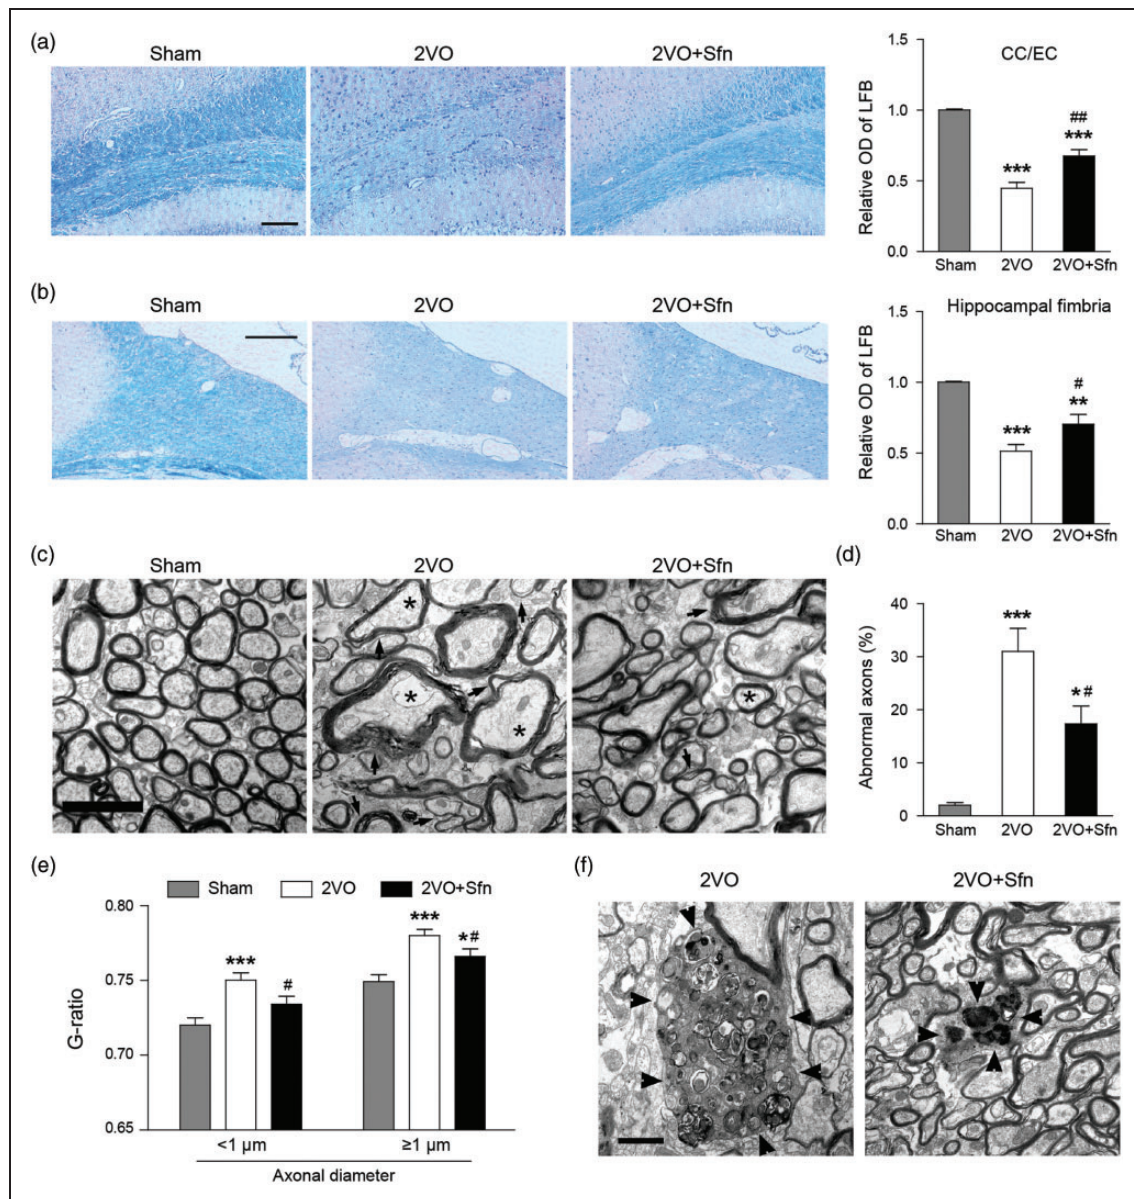 (a)
Sham 2VO 2VO+Sfn
CC/EC
Relative OD of LFB
1.5
1.0
0.5
0.0
***
##
***
Sham 2VO 2VO+Sfn
(b)
Sham 2VO 2VO+Sfn
Hippocampal fimbria
Relative OD of LFB
1.5
1.0
0.5
0.0
***
#
**
Sham 2VO 2VO+Sfn
(c)
Sham 2VO 2VO+Sfn
*
*
*
*
(d)
Abnormal axons (%)
40
30
20
10
0
***
*#
Sham 2VO 2VO+Sfn
(e)
Sham 2VO 2VO+Sfn
G-ratio
0.80
0.75
0.70
0.65
***
#
***
*#
<1 μm ≥1 μm
Axonal diameter
(f)
2VO 2VO+Sfn